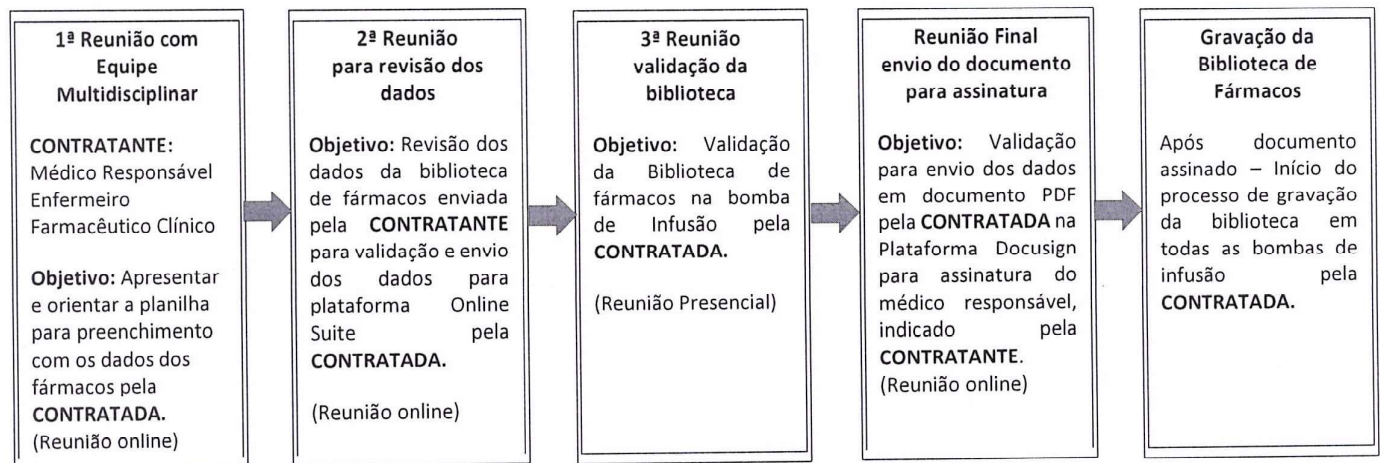 1ª Reunião com
Equipe
Multidisciplinar
CONTRATANTE:
Médico Responsável
Enfermeiro
Farmacêutico Clínico
Objetivo: Apresentar
e orientar a planilha
para preenchimento
com os dados dos
fármacos pela
CONTRATADA.
(Reunião online)
2ª Reunião
para revisão dos
dados
Objetivo: Revisão dos
dados da biblioteca
de fármacos enviada
pela CONTRATANTE
para validação e envio
dos dados para
plataforma Online
Suite pela
CONTRATADA.
(Reunião online)
3ª Reunião
validação da
biblioteca
Objetivo: Validação
da Biblioteca de
fármacos na bomba
de Infusão pela
CONTRATADA.
(Reunião Presencial)
Reunião Final
envio do documento
para assinatura
Objetivo: Validação
para envio dos dados
em documento PDF
pela CONTRATADA na
Plataforma Docusign
para assinatura do
médico responsável,
indicado pela
CONTRATANTE.
(Reunião online)
Gravação da
Biblioteca de
Fármacos
Após documento
assinado – Início do
processo de gravação
da biblioteca em
todas as bombas de
infusão pela
CONTRATADA.